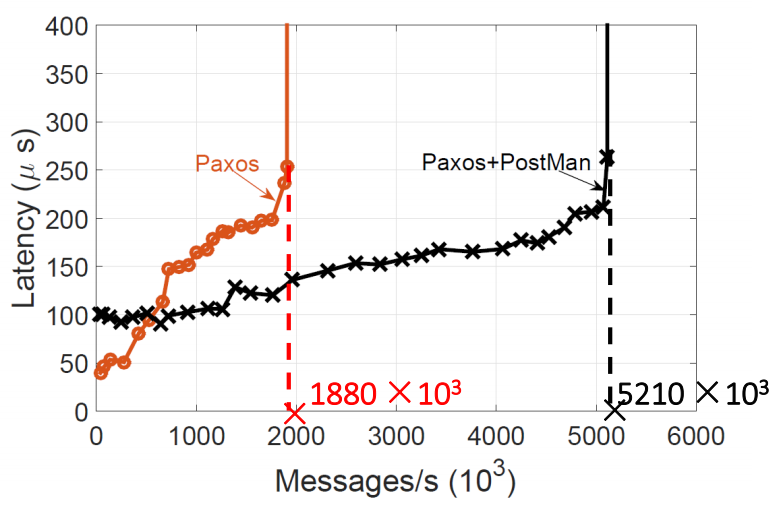 400
350
300
250
200
150
100
50
0
Latency (μ s)
Paxos
Paxos+PostMan
1880 × 10³
5210 × 10³
0 1000 2000 3000 4000 5000 6000
Messages/s (10³)